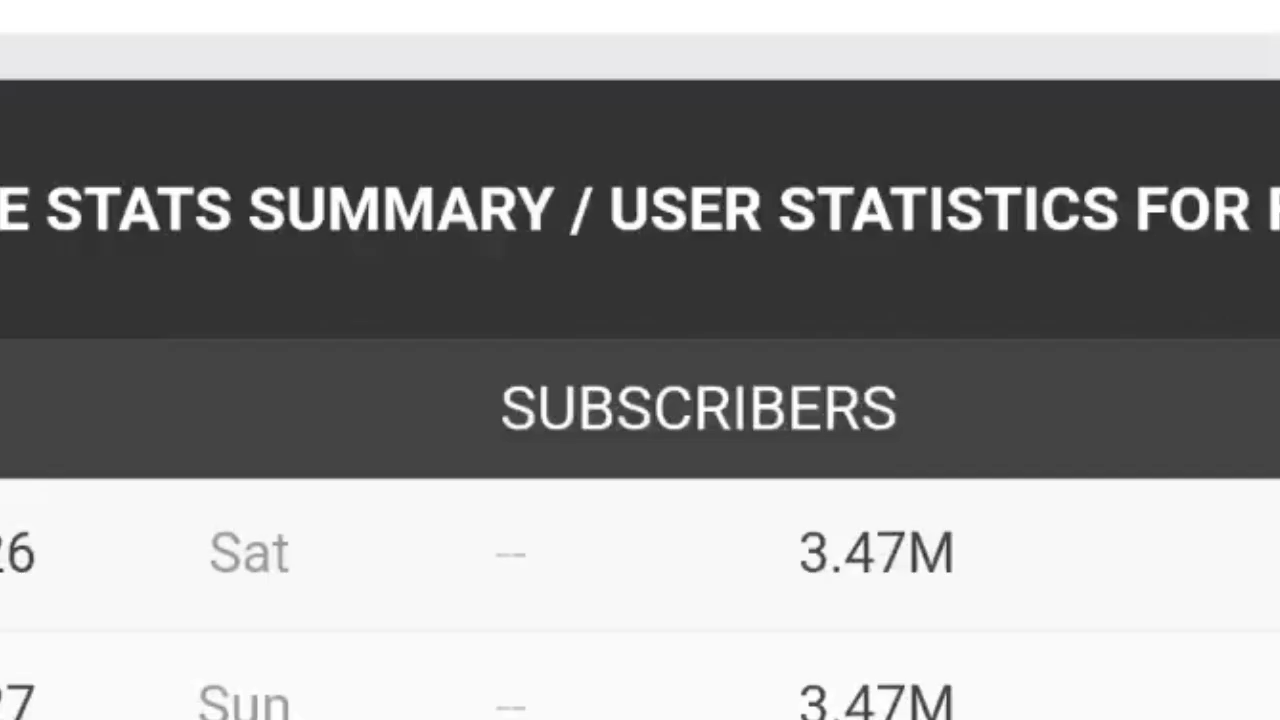 E STATS SUMMARY / USER STATISTICS FOR
SUBSCRIBERS
26 Sat -- 3.47M
27 Sun -- 3.47M